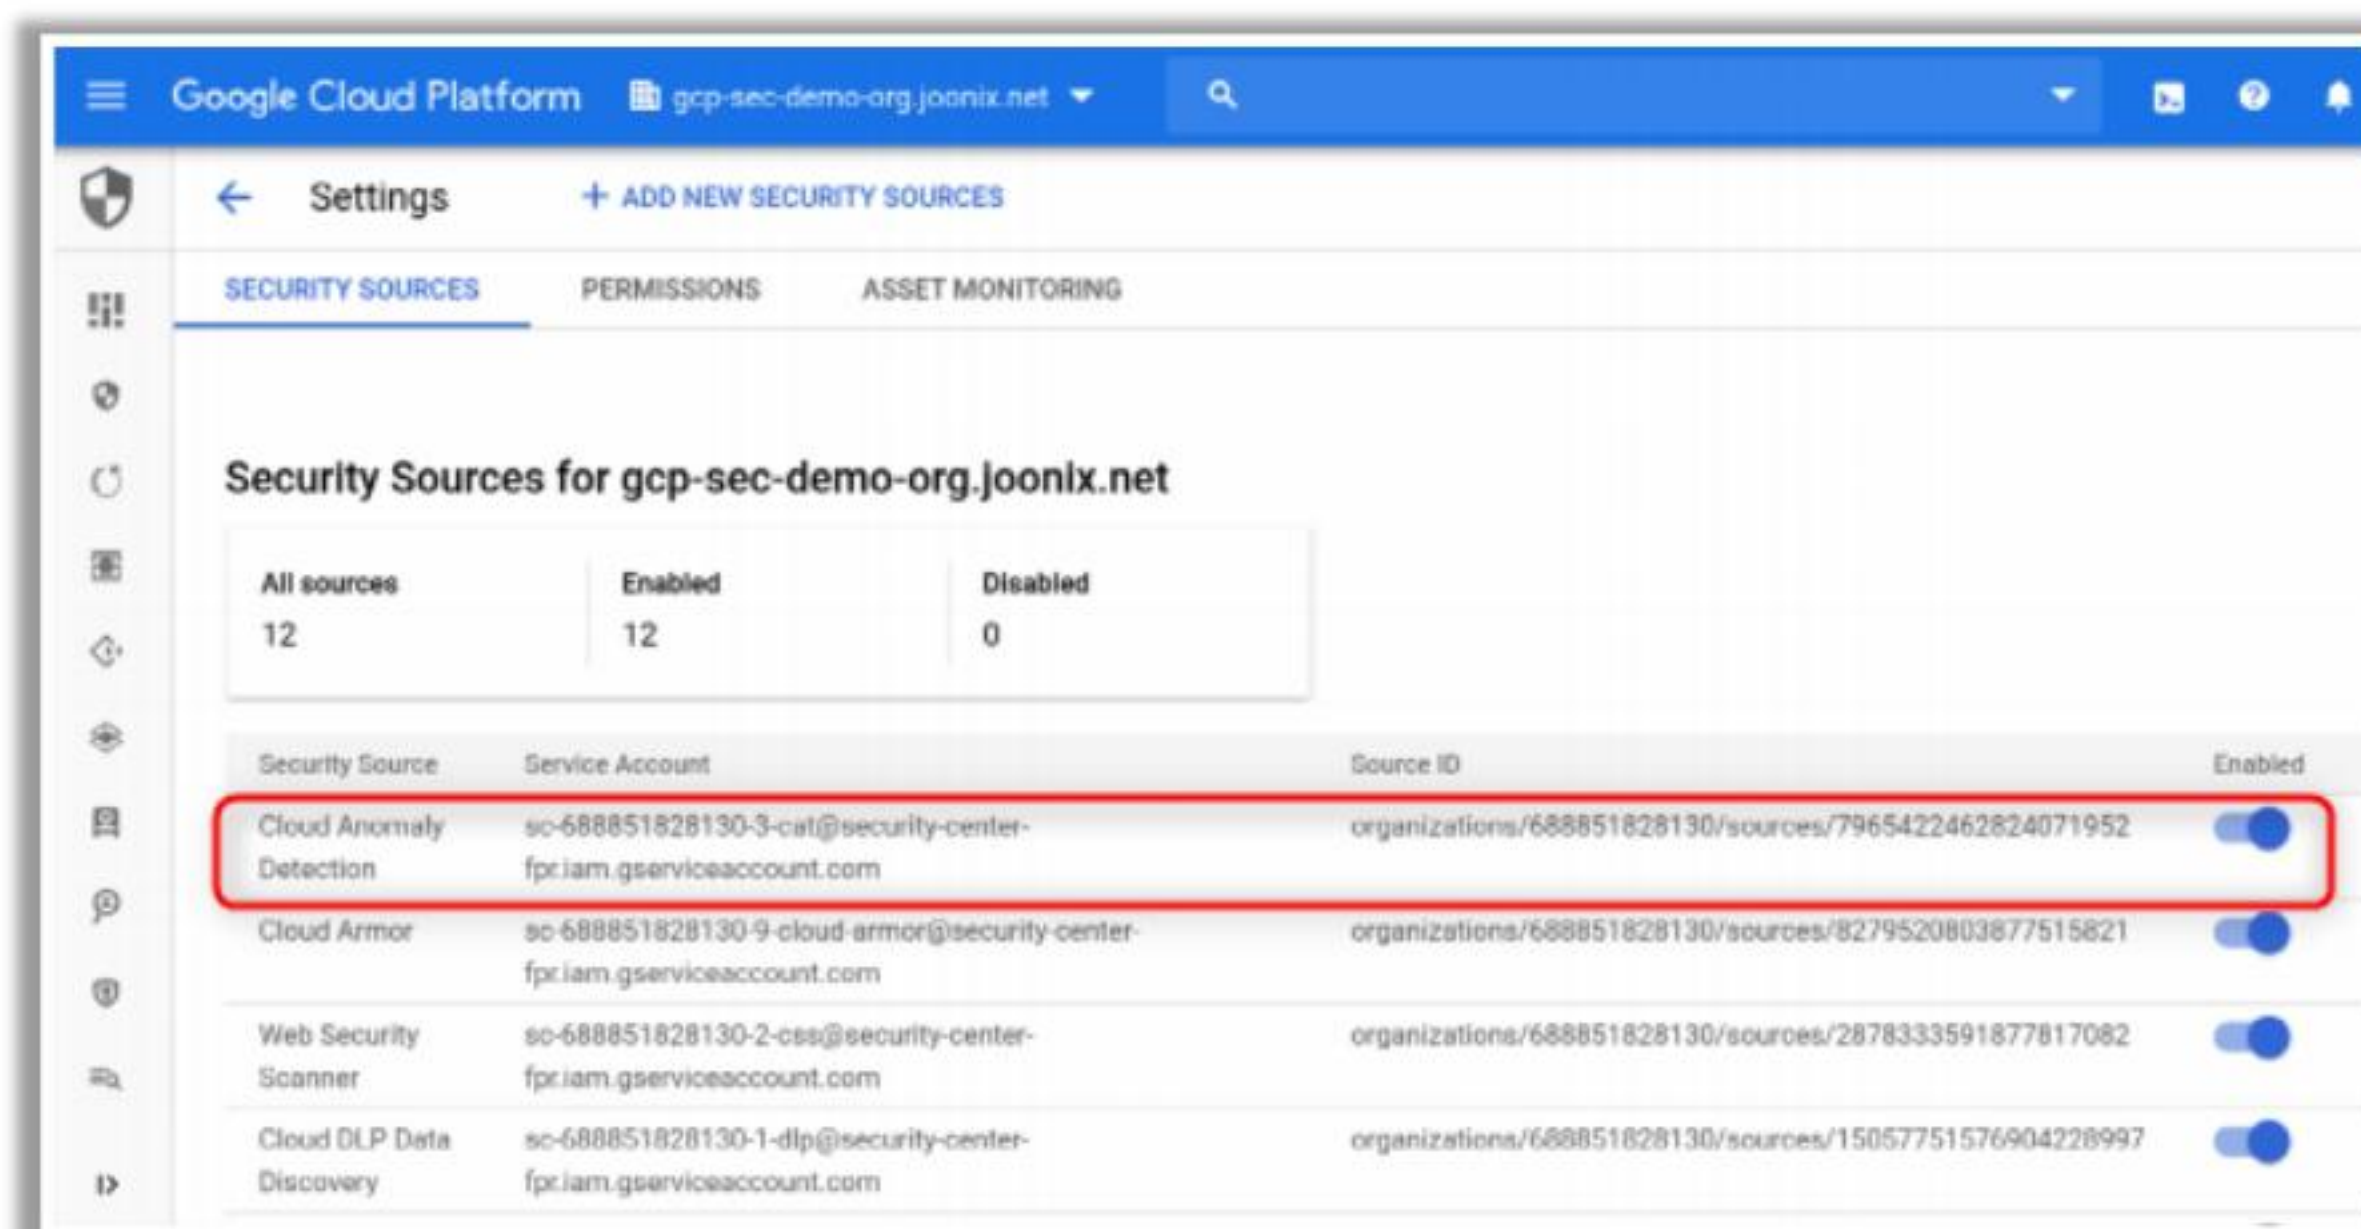 Google Cloud Platform gcp-sec-demo-org.joonix.net
Settings + ADD NEW SECURITY SOURCES
SECURITY SOURCES PERMISSIONS ASSET MONITORING
Security Sources for gcp-sec-demo-org.joonix.net
All sources Enabled Disabled
12 12 0
Security Source Service Account Source ID Enabled
Cloud Anomaly sc-688851828130-3-cat@security-center- organizations/688851828130/sources/7965422462824071952
Detection fpr.iam.gserviceaccount.com
Cloud Armor sc-688851828130-9-cloud-armor@security-center- organizations/688851828130/sources/8279520803877515821
fpr.iam.gserviceaccount.com
Web Security sc-688851828130-2-css@security-center- organizations/688851828130/sources/2878333591877817082
Scanner fpr.iam.gserviceaccount.com
Cloud DLP Data sc-688851828130-1-dlp@security-center- organizations/688851828130/sources/15057751576904228997
Discovery fpr.iam.gserviceaccount.com